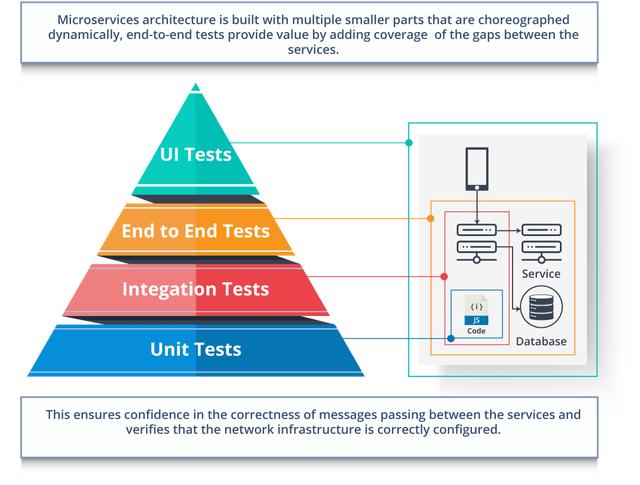 Microservices architecture is built with multiple smaller parts that are choreographed
dynamically, end-to-end tests provide value by adding coverage of the gaps between the
services.
UI Tests
End to End Tests
Integation Tests
Unit Tests
Service
{i}
JS
Code
Database
This ensures confidence in the correctness of messages passing between the services and
verifies that the network infrastructure is correctly configured.